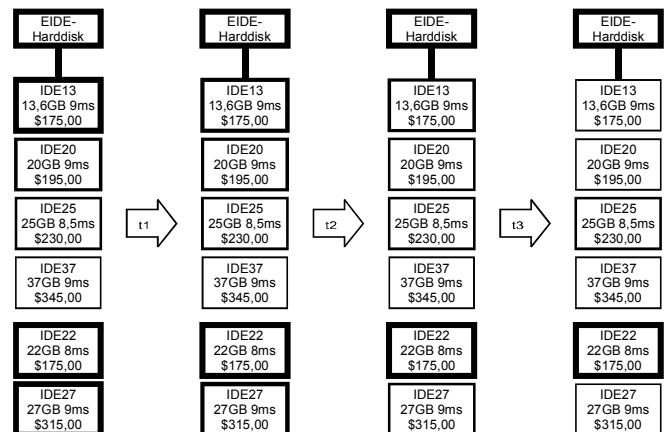 EIDE-
Harddisk
IDE13
13,6GB 9ms
$175,00
IDE20
20GB 9ms
$195,00
IDE25
25GB 8,5ms
$230,00
IDE37
37GB 9ms
$345,00
IDE22
22GB 8ms
$175,00
IDE27
27GB 9ms
$315,00
t1
EIDE-
Harddisk
IDE13
13,6GB 9ms
$175,00
IDE20
20GB 9ms
$195,00
IDE25
25GB 8,5ms
$230,00
IDE37
37GB 9ms
$345,00
IDE22
22GB 8ms
$175,00
IDE27
27GB 9ms
$315,00
t2
EIDE-
Harddisk
IDE13
13,6GB 9ms
$175,00
IDE20
20GB 9ms
$195,00
IDE25
25GB 8,5ms
$230,00
IDE37
37GB 9ms
$345,00
IDE22
22GB 8ms
$175,00
IDE27
27GB 9ms
$315,00
t3
EIDE-
Harddisk
IDE13
13,6GB 9ms
$175,00
IDE20
20GB 9ms
$195,00
IDE25
25GB 8,5ms
$230,00
IDE37
37GB 9ms
$345,00
IDE22
22GB 8ms
$175,00
IDE27
27GB 9ms
$315,00